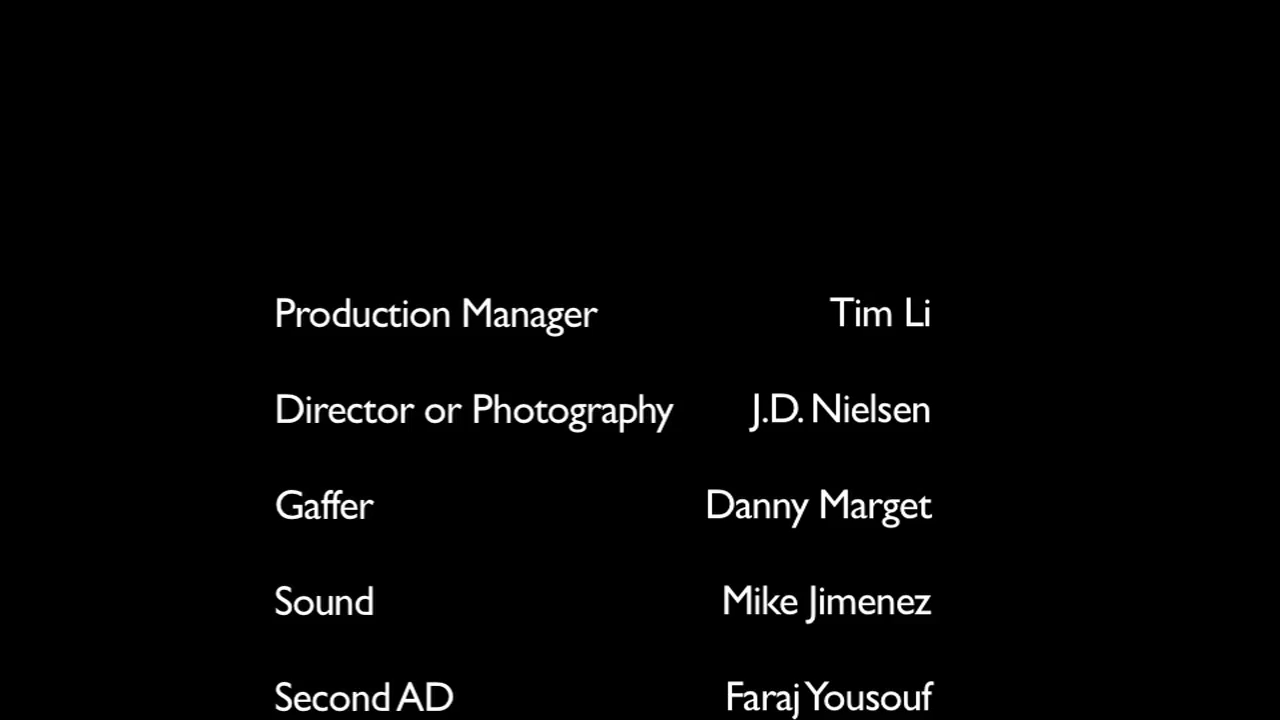 Production Manager Tim Li
Director or Photography J.D. Nielsen
Gaffer Danny Marget
Sound Mike Jimenez
Second AD Faraj Yousouf